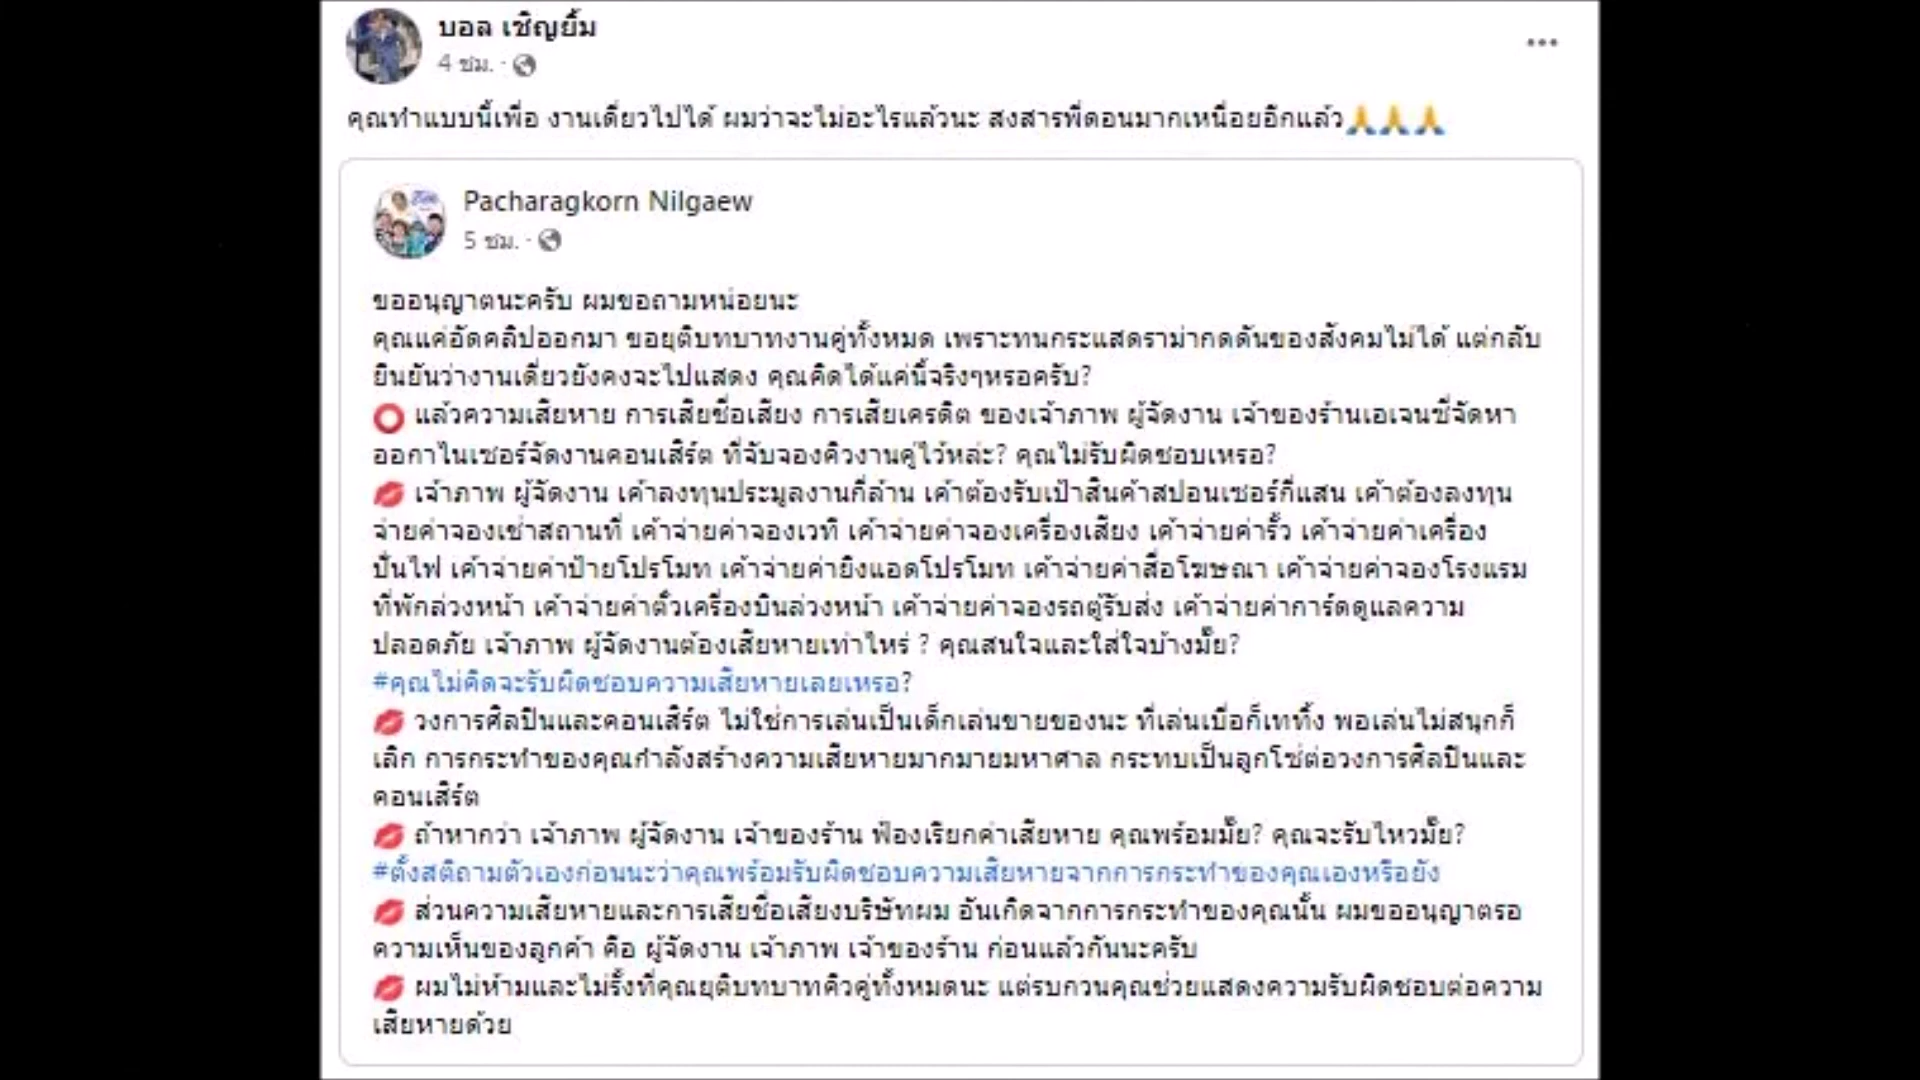 บอล เชิญยิ้ม
4 ชม. ·
คุณทำแบบนี้เพื่อ งานเดี่ยวไปได้ ผมว่าจะไม่อะไรแล้วนะ สงสารพี่ดอนมากเหนื่อยอีกแล้ว🙏🙏🙏
Pacharagkorn Nilgaew
5 ชม. ·
ขออนุญาตนะครับ ผมขอถามหน่อยนะ
คุณแค่อัดคลิปออกมา ขอยุติบทบาทงานคู่ทั้งหมด เพราะทนกระแสดราม่ากดดันของสังคมไม่ได้ แต่กลับ
ยืนยันว่างานเดี่ยวยังคงจะไปแสดง คุณคิดได้แค่นี้จริงๆหรอครับ?
⭕ แล้วความเสียหาย การเสียชื่อเสียง การเสียเครดิต ของเจ้าภาพ ผู้จัดงาน เจ้าของร้านเอเจนซี่จัดหา
ออกาไนเซอร์จัดงานคอนเสิร์ต ที่จับจองคิวงานคู่ไว้หล่ะ? คุณไม่รับผิดชอบเหรอ?
💋 เจ้าภาพ ผู้จัดงาน เค้าลงทุนประมูลงานกี่ล้าน เค้าต้องรับเป้าสินค้าสปอนเซอร์กี่แสน เค้าต้องลงทุน
จ่ายค่าจองเช่าสถานที่ เค้าจ่ายค่าจองเวที เค้าจ่ายค่าจองเครื่องเสียง เค้าจ่ายค่ารั้ว เค้าจ่ายค่าเครื่อง
ปั่นไฟ เค้าจ่ายค่าป้ายโปรโมท เค้าจ่ายค่ายิงแอดโปรโมท เค้าจ่ายค่าสื่อโฆษณา เค้าจ่ายค่าจองโรงแรม
ที่พักล่วงหน้า เค้าจ่ายค่าตั๋วเครื่องบินล่วงหน้า เค้าจ่ายค่าจองรถตู้รับส่ง เค้าจ่ายค่าการ์ดดูแลความ
ปลอดภัย เจ้าภาพ ผู้จัดงานต้องเสียหายเท่าไหร่ ? คุณสนใจและใส่ใจบ้างมั๊ย?
#คุณไม่คิดจะรับผิดชอบความเสียหายเลยเหรอ?
💋 วงการศิลปินและคอนเสิร์ต ไม่ใช่การเล่นเป็นเด็กเล่นขายของนะ ที่เล่นเบื่อก็เททิ้ง พอเล่นไม่สนุกก็
เลิก การกระทำของคุณกำลังสร้างความเสียหายมากมายมหาศาล กระทบเป็นลูกโซ่ต่อวงการศิลปินและ
คอนเสิร์ต
💋 ถ้าหากว่า เจ้าภาพ ผู้จัดงาน เจ้าของร้าน ฟ้องเรียกค่าเสียหาย คุณพร้อมมั๊ย? คุณจะรับไหวมั๊ย?
#ตั้งสติถามตัวเองก่อนนะว่าคุณพร้อมรับผิดชอบความเสียหายจากการกระทำของคุณเองหรือยัง
💋 ส่วนความเสียหายและการเสียชื่อเสียงบริษัทผม อันเกิดจากการกระทำของคุณนั้น ผมขออนุญาตรอ
ความเห็นของลูกค้า คือ ผู้จัดงาน เจ้าภาพ เจ้าของร้าน ก่อนแล้วกันนะครับ
💋 ผมไม่ห้ามและไม่รั้งที่คุณยุติบทบาทคิวคู่ทั้งหมดนะ แต่รบกวนคุณช่วยแสดงความรับผิดชอบต่อความ
เสียหายด้วย